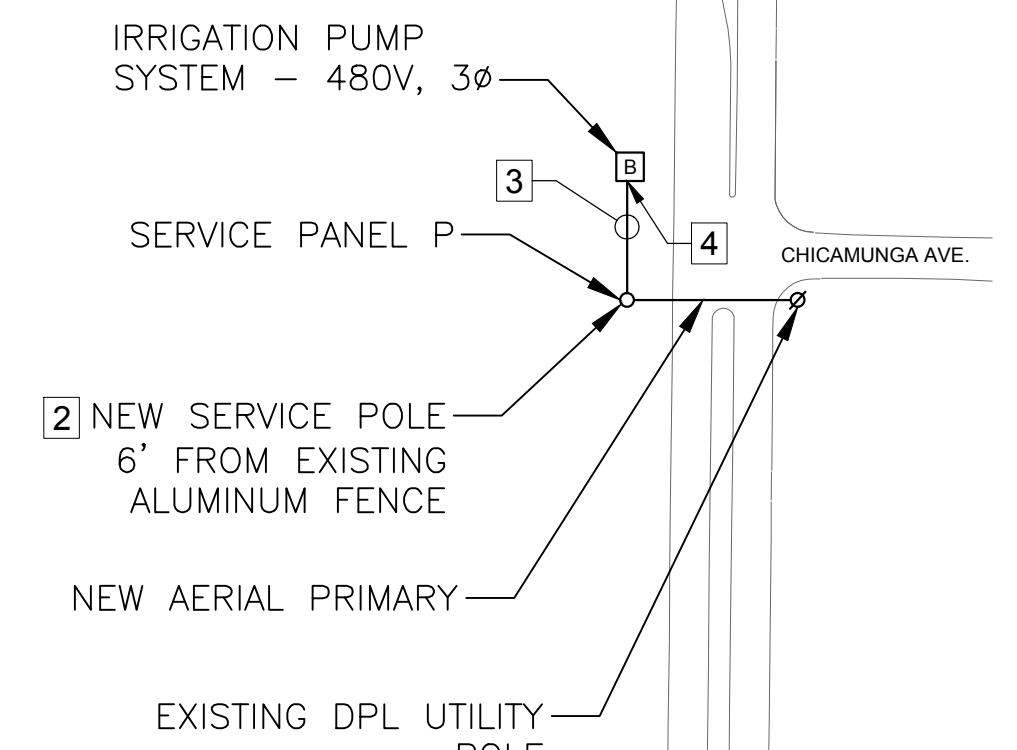 IRRIGATION PUMP
SYSTEM – 480V, 3ø
B
3
SERVICE PANEL P
4
CHICAMUNGA AVE.
2 NEW SERVICE POLE
6' FROM EXISTING
ALUMINUM FENCE
NEW AERIAL PRIMARY
EXISTING DPL UTILITY
POLE